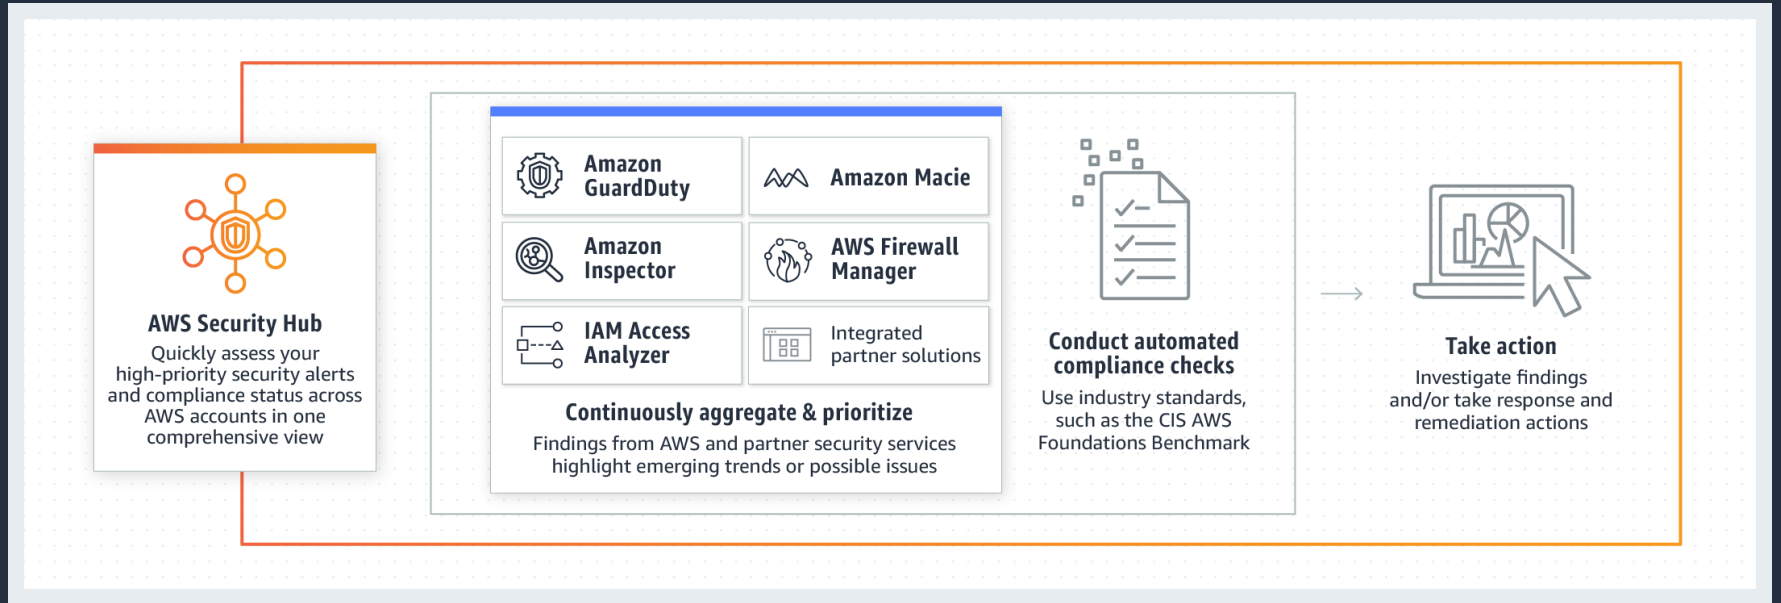 AWS Security Hub
Quickly assess your
high-priority security alerts
and compliance status across
AWS accounts in one
comprehensive view
Amazon
GuardDuty
Amazon Macie
Amazon
Inspector
AWS Firewall
Manager
IAM Access
Analyzer
Integrated
partner solutions
Continuously aggregate & prioritize
Findings from AWS and partner security services
highlight emerging trends or possible issues
Conduct automated
compliance checks
Use industry standards,
such as the CIS AWS
Foundations Benchmark
Take action
Investigate findings
and/or take response and
remediation actions